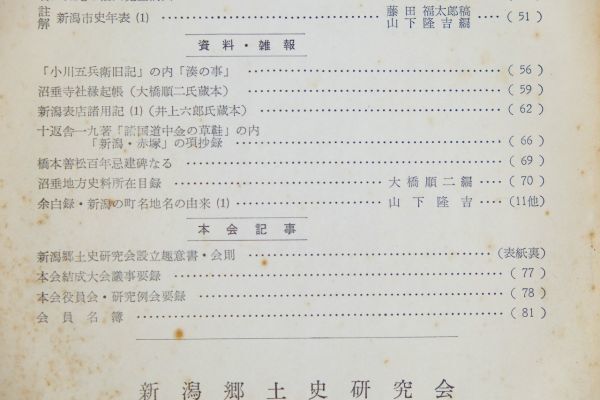 註解 新潟市史年表 (1) 藤田福太郎稿 山下隆吉編 (51)
資料・雑報
「小川五兵衛旧記」の内「湊の事」 (56)
沼垂寺社縁起帳（大橋順二氏蔵本） (59)
新潟表店諸用記 (1)（井上六郎氏蔵本） (62)
十返舎一九著「諸国道中金の草鞋」の内
「新潟・赤塚」の項抄録 (66)
橋本善松百年忌建碑なる (69)
沼垂地方史料所在目録 大橋順二編 (70)
余白録・新潟の町名地名の由来 (1) 山下隆吉 (11他)
本会記事
新潟郷土史研究会設立趣意書・会則 (表紙裏)
本会結成大会議事要録 (77)
本会役員会・研究例会要録 (78)
会員名簿 (81)
新潟郷土史研究会